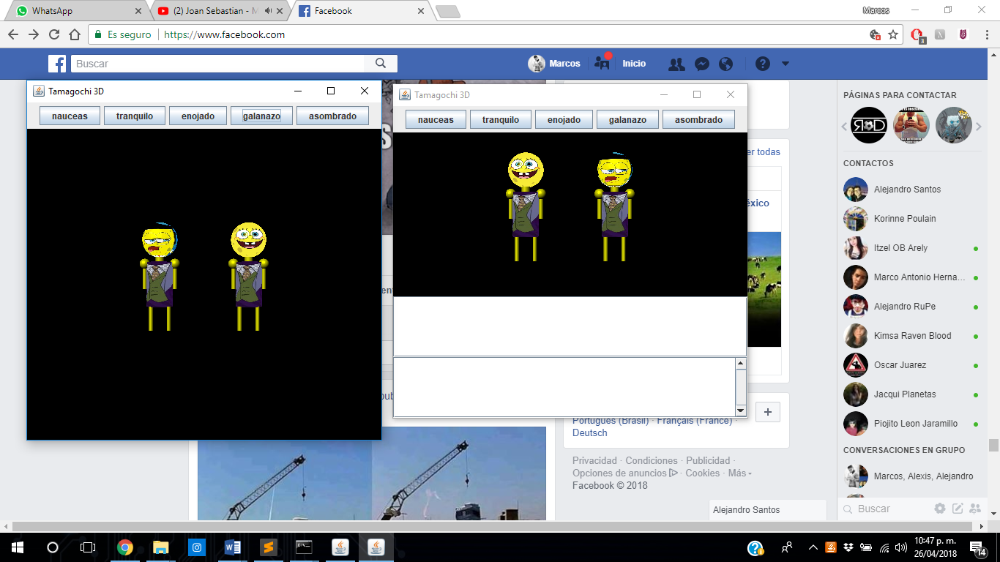 WhatsApp
(2) Joan Sebastian - M
Facebook
Marcos
Es seguro
https://www.facebook.com
3
Buscar
Marcos
Inicio
Tamagochi 3D
nauceas
tranquilo
enojado
galanazo
asombrado
Tamagochi 3D
nauceas
tranquilo
enojado
galanazo
asombrado
er todas
éxico
Português (Brasil) · Français (France) ·
Deutsch
Privacidad · Condiciones · Publicidad ·
Opciones de anuncios · Cookies · Más
Facebook © 2018
PÁGINAS PARA CONTACTAR
CONTACTOS
Alejandro Santos
Korinne Poulain
Itzel OB Arely
Marco Antonio Herna...
Alejandro RuPe
Kimsa Raven Blood
Oscar Juarez
Jacqui Planetas
Piojito Leon Jaramillo
CONVERSACIONES EN GRUPO
Marcos, Alexis, Alejandro
Buscar
Alejandro Santos
10:47 p. m.
26/04/2018
14